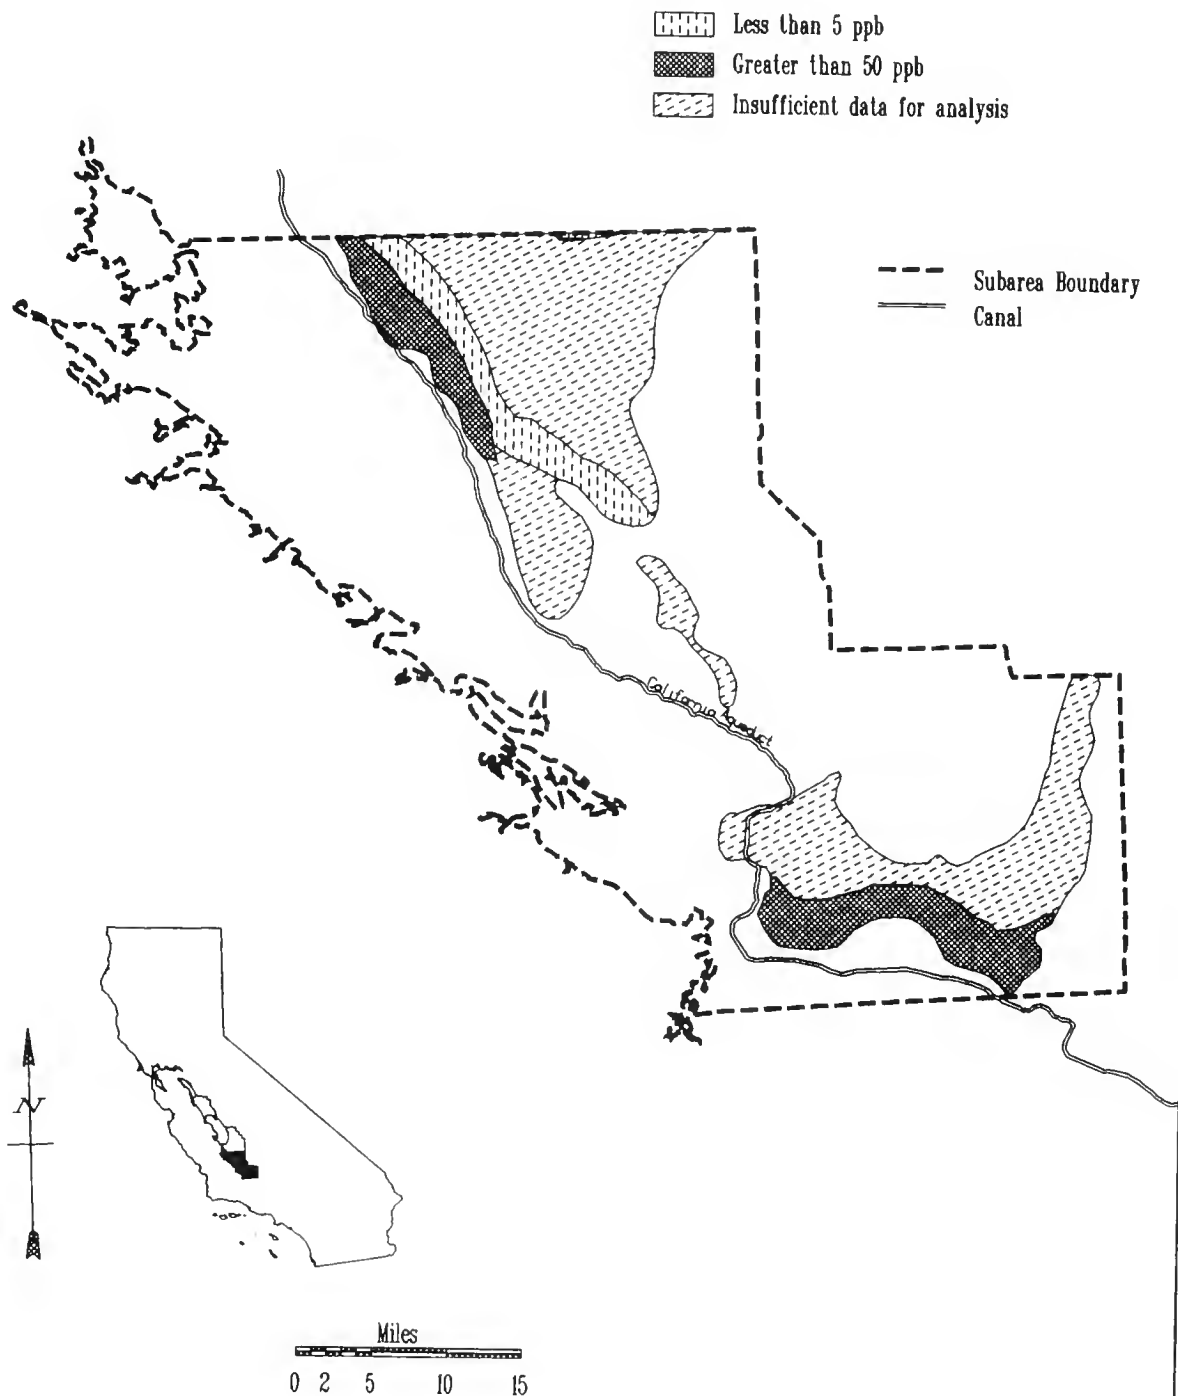 Less than 5 ppb
Greater than 50 ppb
Insufficient data for analysis
Subarea Boundary
Canal
California Aqueduct
N
Miles
0 2 5 10 15